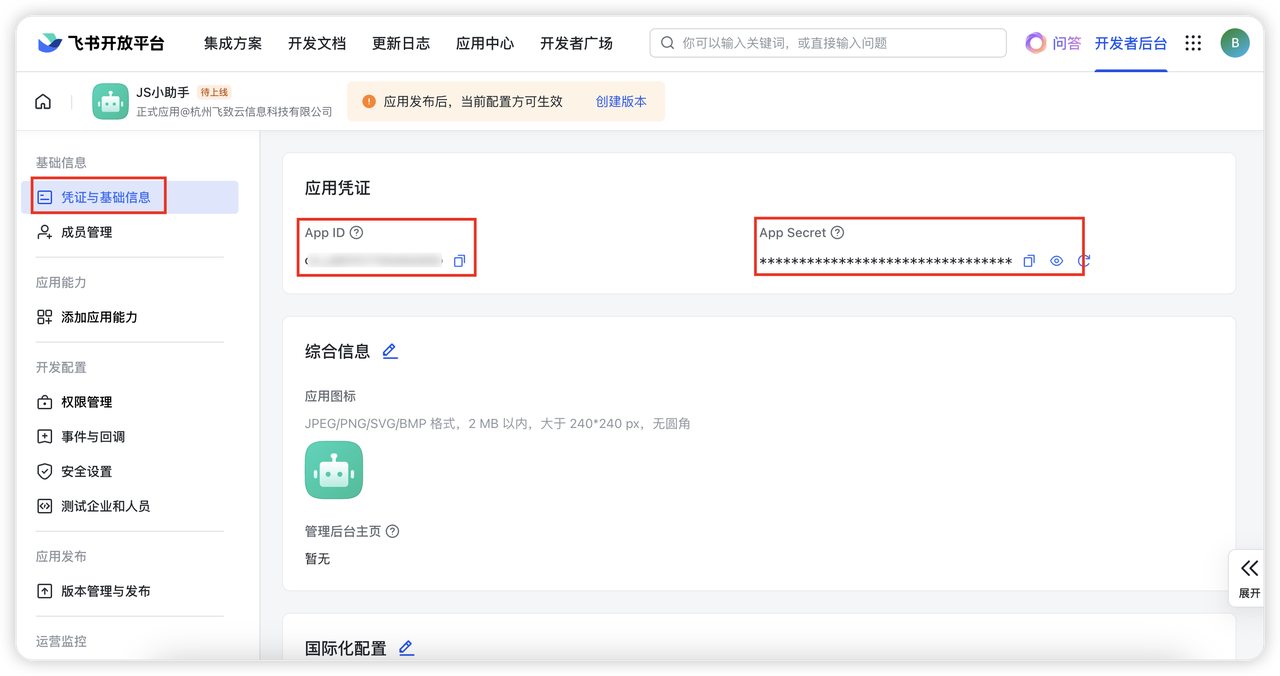 飞书开放平台 集成方案 开发文档 更新日志 应用中心 开发者广场 你可以输入关键词，或直接输入问题 问答 开发者后台 B
JS小助手 待上线
正式应用@杭州飞致云信息科技有限公司
应用发布后，当前配置方可生效 创建版本
基础信息
凭证与基础信息
成员管理
应用能力
添加应用能力
开发配置
权限管理
事件与回调
安全设置
测试企业和人员
应用发布
版本管理与发布
运营监控
应用凭证
App ID App Secret
********************************
综合信息
应用图标
JPEG/PNG/SVG/BMP 格式，2 MB 以内，大于 240*240 px，无圆角
管理后台主页
暂无
国际化配置
展开